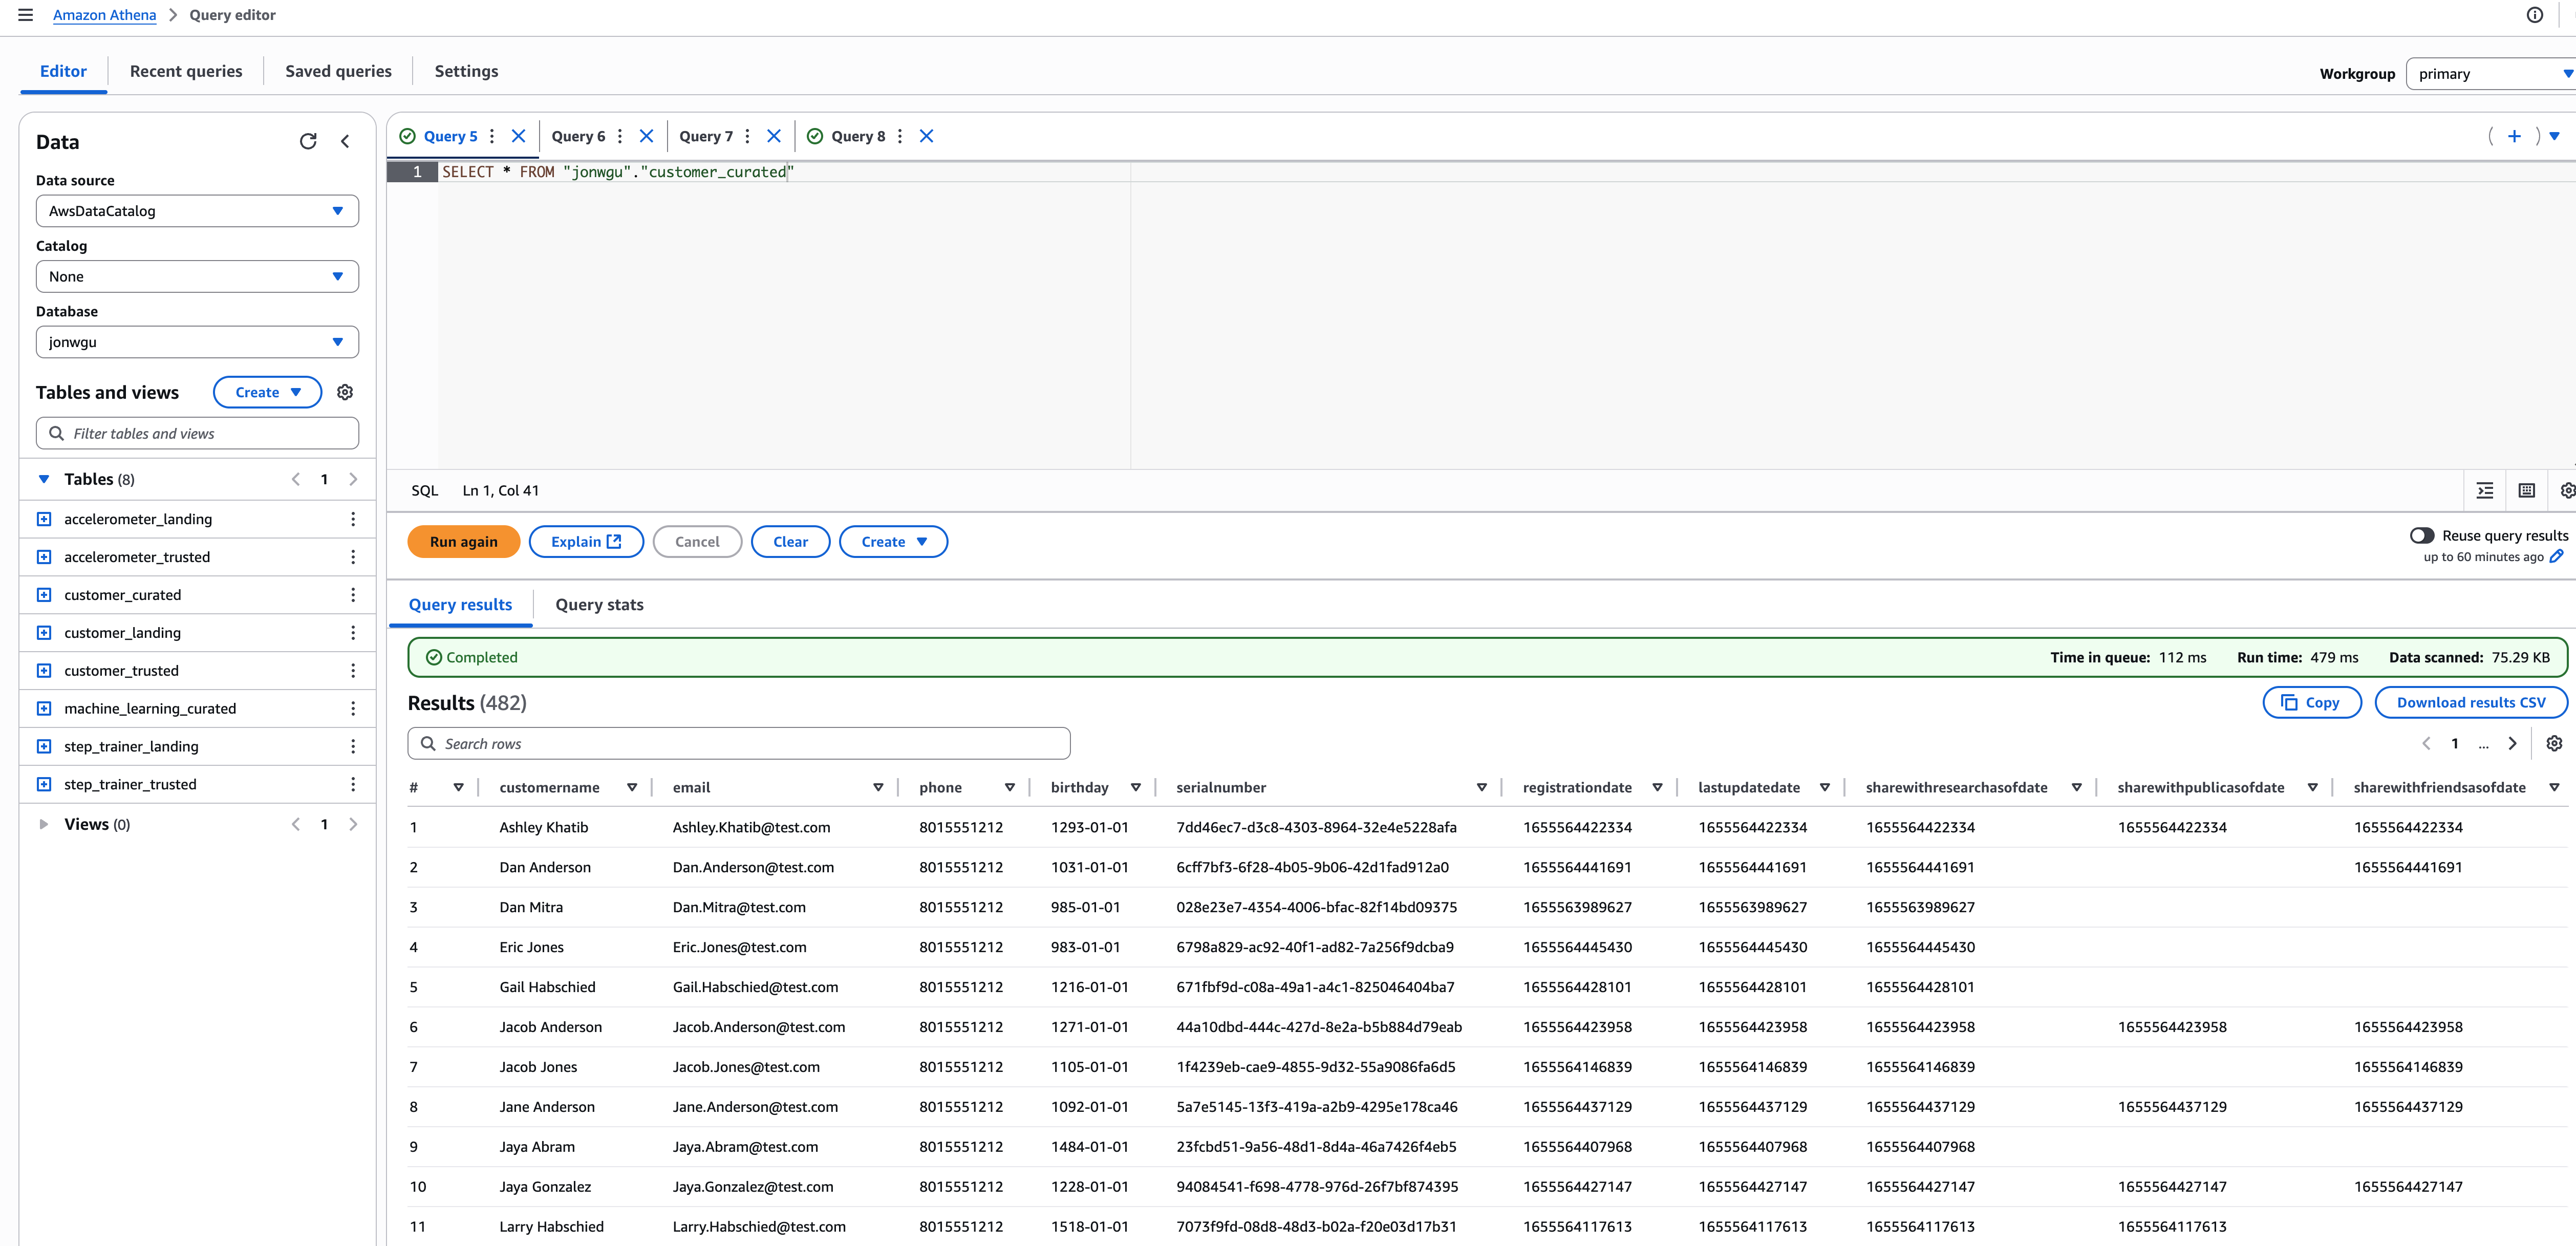 Amazon Athena > Query editor
Editor Recent queries Saved queries Settings
Workgroup primary
Data
Data source
AwsDataCatalog
Catalog
None
Database
jonwgu
Tables and views Create
Filter tables and views
Tables (8) < 1 >
accelerometer_landing
accelerometer_trusted
customer_curated
customer_landing
customer_trusted
machine_learning_curated
step_trainer_landing
step_trainer_trusted
Views (0) < 1 >
Query 5 Query 6 Query 7 Query 8
1 SELECT * FROM "jonwgu"."customer_curated"
SQL Ln 1, Col 41
Run again Explain Cancel Clear Create
Reuse query results
up to 60 minutes ago
Query results Query stats
Completed Time in queue: 112 ms Run time: 479 ms Data scanned: 75.29 KB
Results (482) Copy Download results CSV
Search rows < 1 ... >
# customername email phone birthday serialnumber registrationdate lastupdatedate sharewithresearchasofdate sharewithpublicasofdate sharewithfriendsasofdate
1 Ashley Khatib Ashley.Khatib@test.com 8015551212 1293-01-01 7dd46ec7-d3c8-4303-8964-32e4e5228afa 1655564422334 1655564422334 1655564422334 1655564422334 1655564422334
2 Dan Anderson Dan.Anderson@test.com 8015551212 1031-01-01 6cff7bf3-6f28-4b05-9b06-42d1fad912a0 1655564441691 1655564441691 1655564441691 1655564441691
3 Dan Mitra Dan.Mitra@test.com 8015551212 985-01-01 028e23e7-4354-4006-bfac-82f14bd09375 1655563989627 1655563989627 1655563989627
4 Eric Jones Eric.Jones@test.com 8015551212 983-01-01 6798a829-ac92-40f1-ad82-7a256f9dcba9 1655564445430 1655564445430 1655564445430
5 Gail Habschied Gail.Habschied@test.com 8015551212 1216-01-01 671fbf9d-c08a-49a1-a4c1-825046404ba7 1655564428101 1655564428101 1655564428101
6 Jacob Anderson Jacob.Anderson@test.com 8015551212 1271-01-01 44a10dbd-444c-427d-8e2a-b5b884d79eab 1655564423958 1655564423958 1655564423958 1655564423958 1655564423958
7 Jacob Jones Jacob.Jones@test.com 8015551212 1105-01-01 1f4239eb-cae9-4855-9d32-55a9086fa6d5 1655564146839 1655564146839 1655564146839 1655564146839
8 Jane Anderson Jane.Anderson@test.com 8015551212 1092-01-01 5a7e5145-13f3-419a-a2b9-4295e178ca46 1655564437129 1655564437129 1655564437129 1655564437129 1655564437129
9 Jaya Abram Jaya.Abram@test.com 8015551212 1484-01-01 23fcbd51-9a56-48d1-8d4a-46a7426f4eb5 1655564407968 1655564407968 1655564407968
10 Jaya Gonzalez Jaya.Gonzalez@test.com 8015551212 1228-01-01 94084541-f698-4778-976d-26f7bf874395 1655564427147 1655564427147 1655564427147 1655564427147 1655564427147
11 Larry Habschied Larry.Habschied@test.com 8015551212 1518-01-01 7073f9fd-08d8-48d3-b02a-f20e03d17b31 1655564117613 1655564117613 1655564117613 1655564117613